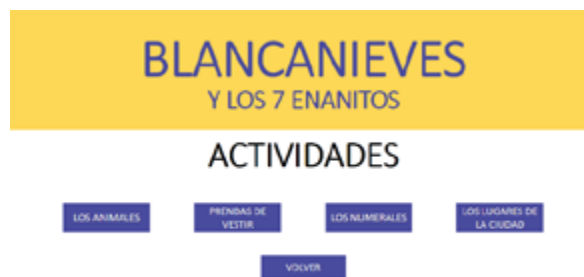 BLANCANIEVES
Y LOS 7 ENANITOS
ACTIVIDADES
LOS ANIMALES
PRENDAS DE
VESTIR
LOS NUMERALES
LOS LUGARES DE
LA CIUDAD
VOLVER